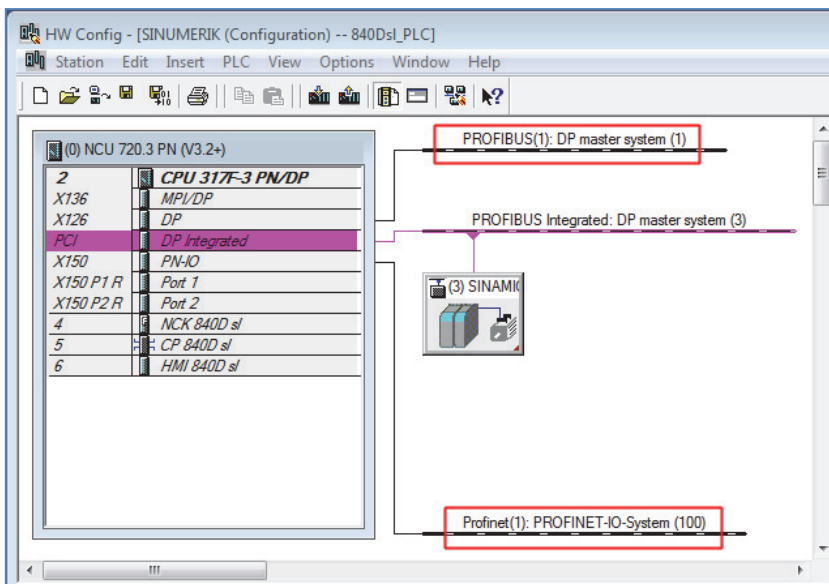 HW Config - [SINUMERIK (Configuration) -- 840Dsl_PLC]
Station Edit Insert PLC View Options Window Help
(0) NCU 720.3 PN (V3.2+)
2 CPU 317F-3 PN/DP
X136 MPI/DP
X126 DP
PCI DP Integrated
X150 PN-IO
X150 P1 R Port 1
X150 P2 R Port 2
4 NCK 840D sl
5 CP 840D sl
6 HMI 840D sl
PROFIBUS(1): DP master system (1)
PROFIBUS Integrated: DP master system (3)
(3) SINAMI
Profinet(1): PROFINET-IO-System (100)